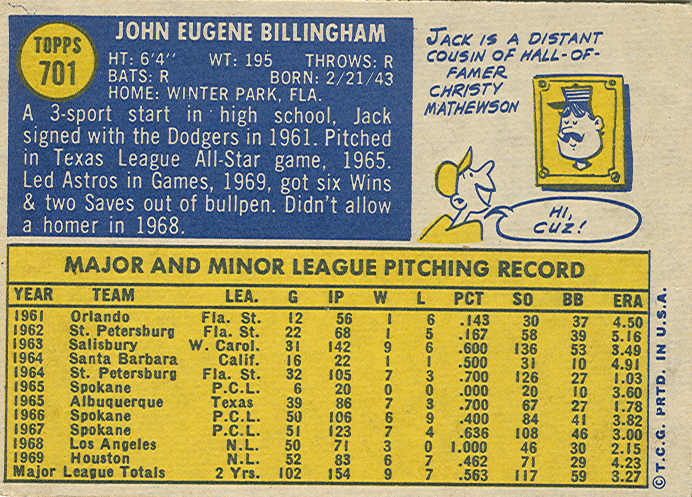 TOPPS
701
JOHN EUGENE BILLINGHAM
HT: 6'4" WT: 195 THROWS: R
BATS: R BORN: 2/21/43
HOME: WINTER PARK, FLA.
A 3-sport start in high school, Jack
signed with the Dodgers in 1961. Pitched
in Texas League All-Star game, 1965.
Led Astros in Games, 1969, got six Wins
& two Saves out of bullpen. Didn't allow
a homer in 1968.
JACK IS A DISTANT
COUSIN OF HALL-OF-
FAMER
CHRISTY
MATHEWSON
HI,
CUZ!
MAJOR AND MINOR LEAGUE PITCHING RECORD
YEAR TEAM LEA. G IP W L PCT SO BB ERA
1961 Orlando Fla. St. 12 56 1 6 .143 30 37 4.50
1962 St. Petersburg Fla. St. 22 68 1 5 .167 58 39 5.16
1963 Salisbury W. Carol. 31 142 9 6 .600 136 53 3.49
1964 Santa Barbara Calif. 16 22 1 1 .500 31 10 4.91
1964 St. Petersburg Fla. St. 32 105 7 3 .700 126 27 1.03
1965 Spokane P.C.L. 6 20 0 0 .000 20 10 3.60
1965 Albuquerque Texas 39 86 7 3 .700 67 27 1.78
1966 Spokane P.C.L. 50 106 6 9 .400 84 41 3.82
1967 Spokane P.C.L. 51 123 7 4 .636 108 46 3.00
1968 Los Angeles N.L. 50 71 3 0 1.000 46 30 2.15
1969 Houston N.L. 52 83 6 7 .462 71 29 4.23
Major League Totals 2 Yrs. 102 154 9 7 .563 117 59 3.27
© T.C.G. PRTD. IN U.S.A.